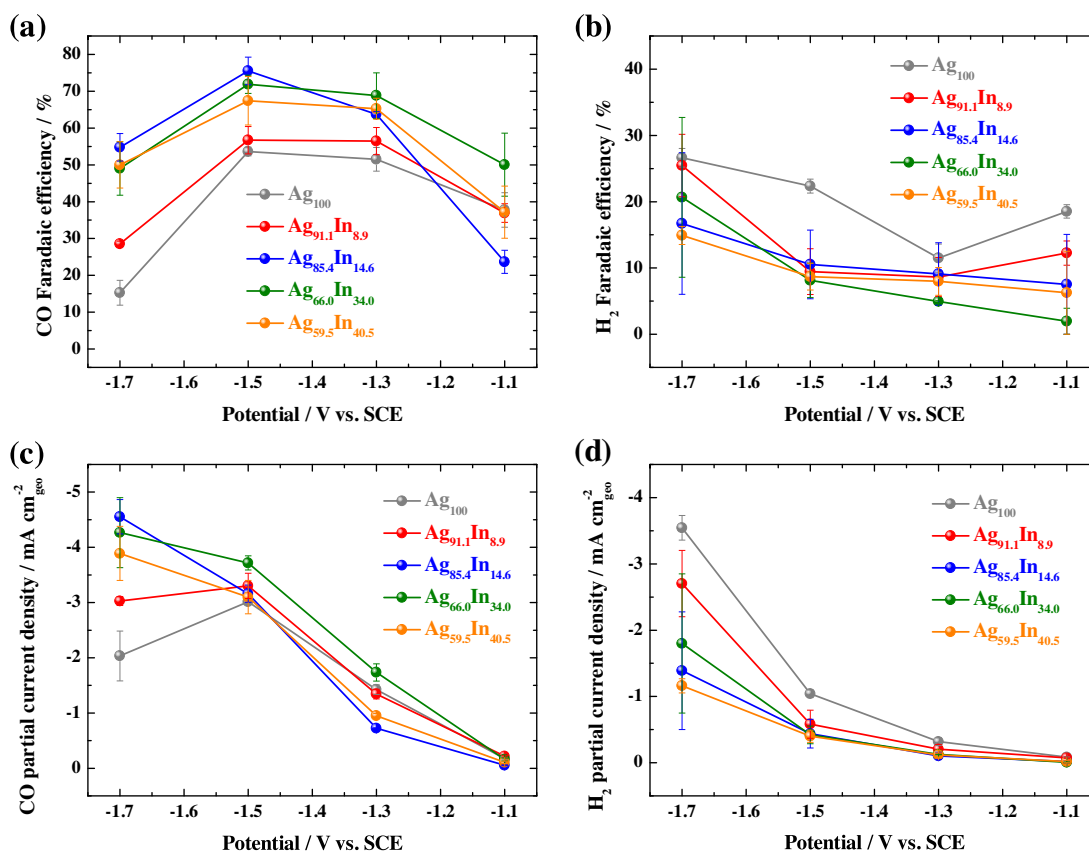 (a)
CO Faradaic efficiency / %
80
70
60
50
40
30
20
10
0
Ag100
Ag91.1In8.9
Ag85.4In14.6
Ag66.0In34.0
Ag59.5In40.5
-1.7 -1.6 -1.5 -1.4 -1.3 -1.2 -1.1
Potential / V vs. SCE
(b)
H2 Faradaic efficiency / %
40
30
20
10
0
Ag100
Ag91.1In8.9
Ag85.4In14.6
Ag66.0In34.0
Ag59.5In40.5
-1.7 -1.6 -1.5 -1.4 -1.3 -1.2 -1.1
Potential / V vs. SCE
(c)
CO partial current density / mA cm-2geo
-5
-4
-3
-2
-1
0
Ag100
Ag91.1In8.9
Ag85.4In14.6
Ag66.0In34.0
Ag59.5In40.5
-1.7 -1.6 -1.5 -1.4 -1.3 -1.2 -1.1
Potential / V vs. SCE
(d)
H2 partial current density / mA cm-2geo
-4
-3
-2
-1
0
Ag100
Ag91.1In8.9
Ag85.4In14.6
Ag66.0In34.0
Ag59.5In40.5
-1.7 -1.6 -1.5 -1.4 -1.3 -1.2 -1.1
Potential / V vs. SCE